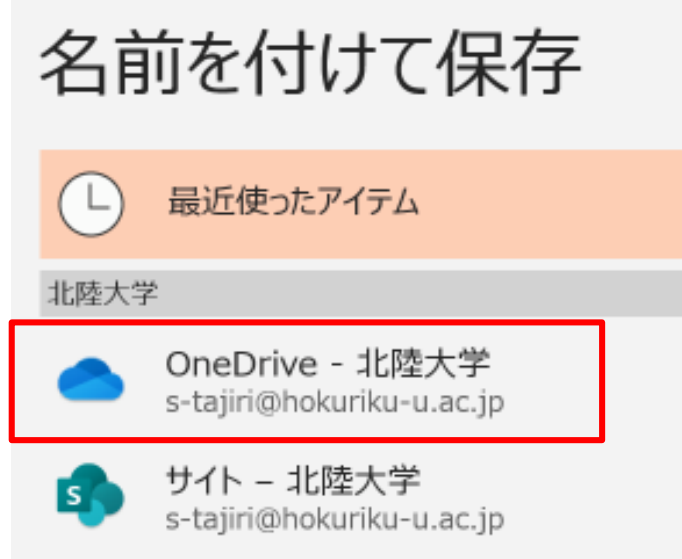 名前を付けて保存
最近使ったアイテム
北陸大学
OneDrive - 北陸大学
s-tajiri@hokuriku-u.ac.jp
S
サイト – 北陸大学
s-tajiri@hokuriku-u.ac.jp